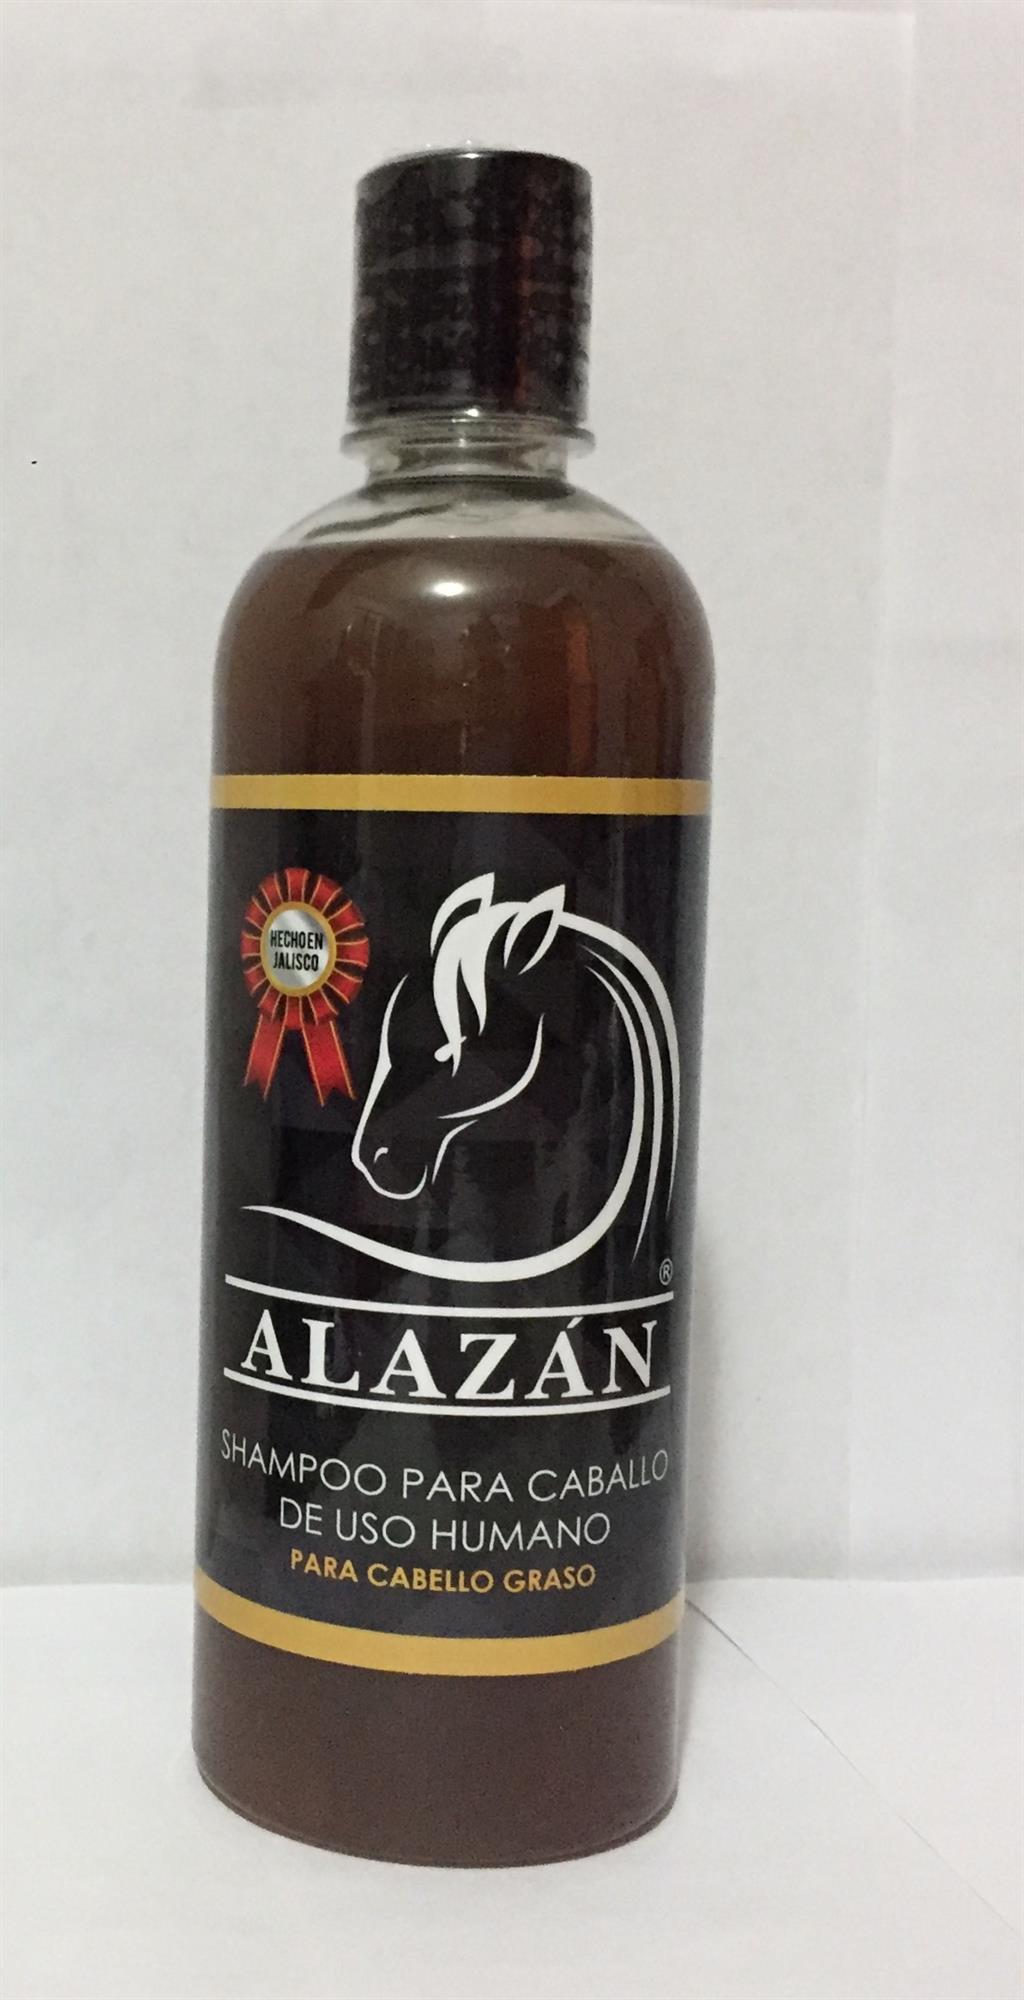 HECHO EN
JALISCO
®
ALAZÁN
SHAMPOO PARA CABALLO
DE USO HUMANO
PARA CABELLO GRASO